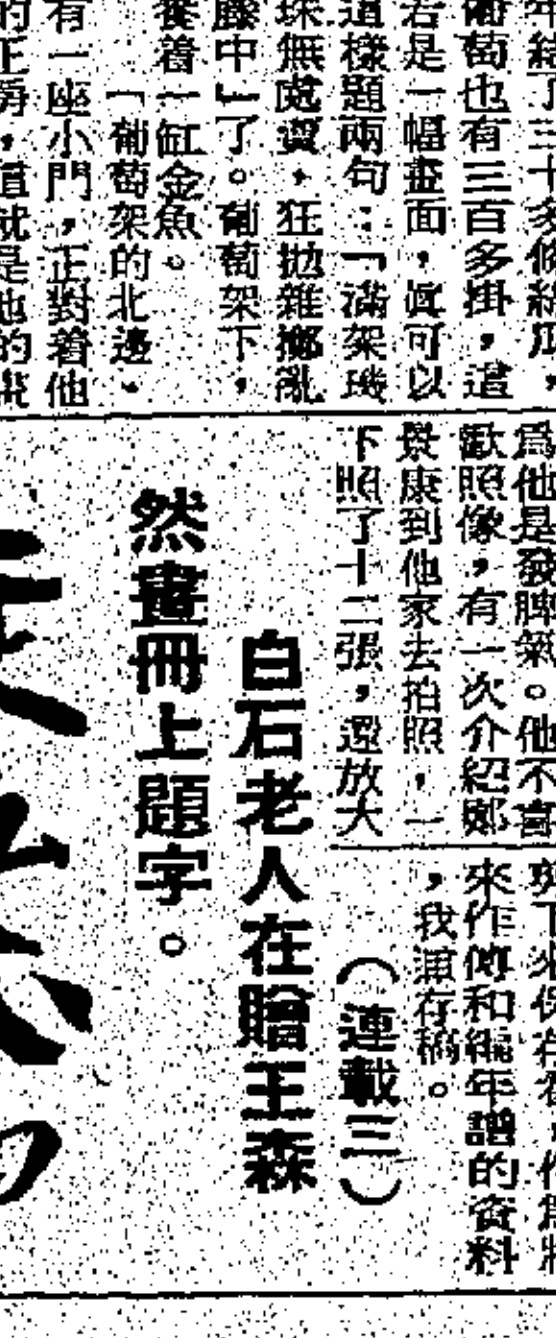 年結了三十多條絲瓜，
葡萄也有三百多掛，這
若是一幅畫面，眞可以
這樣題兩句：「滿架璣
珠無處賣，狂拋雜擲亂
藤中」了。葡萄架下，
養着一缸金魚。
「葡萄架的北邊，
有一座小門，正對着他
的正房，這就是他的
爲他是發脾氣。他不喜
歡照像，有一次介紹鄭
景康到他家去拍照，一
下照了十二張，還放大
來作傳和編年譜的資料
，我還存稿。
（連載三）
白石老人在贈王森
然畫冊上題字。